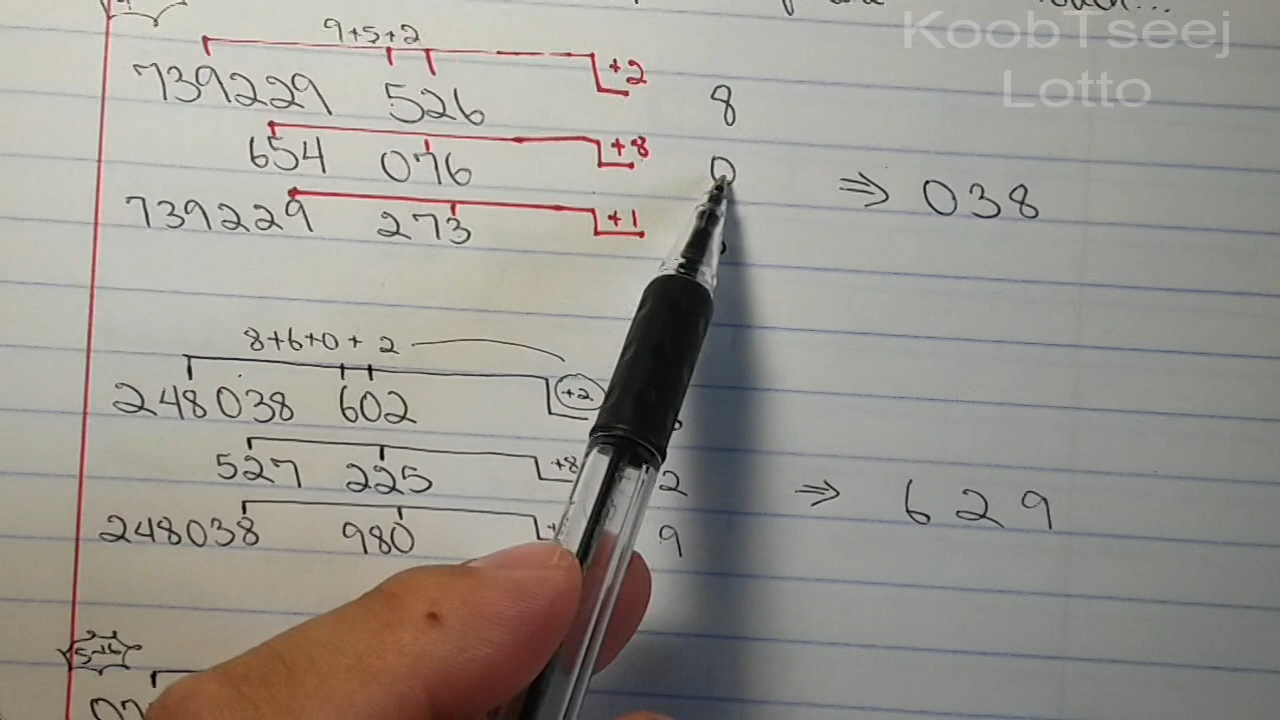 KoobTseej
Lotto
9+5+2
739229 526 +2 8
654 076 +8 0
739229 273 +1
⇒ 038
8+6+0+2
248038 602 +2
527 225 +8 2
248038 980 9
⇒ 629